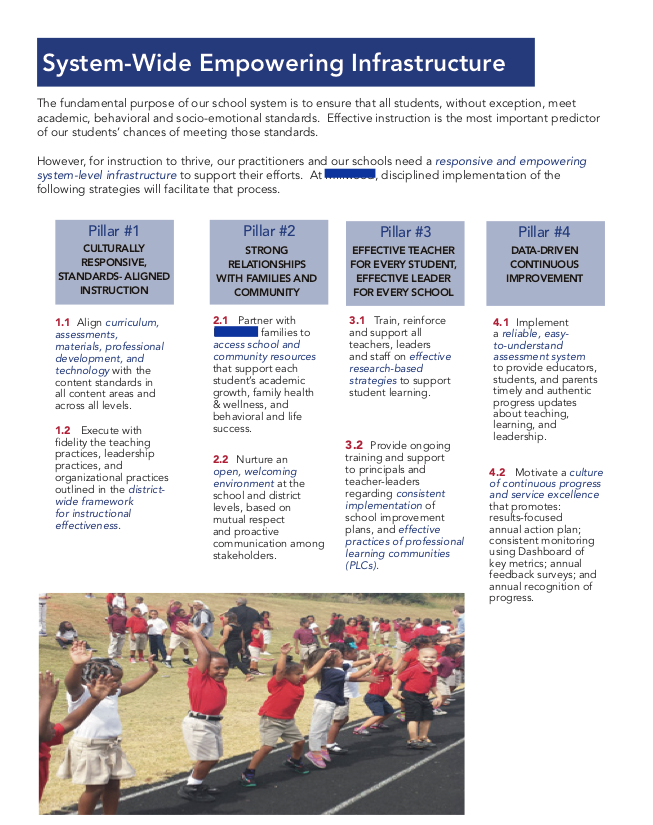 System-Wide Empowering Infrastructure
The fundamental purpose of our school system is to ensure that all students, without exception, meet
academic, behavioral and socio-emotional standards.  Effective instruction is the most important predictor
of our students' chances of meeting those standards.
However, for instruction to thrive, our practitioners and our schools need a responsive and empowering
system-level infrastructure to support their efforts.  At , disciplined implementation of the
following strategies will facilitate that process.
Pillar #1
CULTURALLY
RESPONSIVE,
STANDARDS- ALIGNED
INSTRUCTION
1.1 Align curriculum,
assessments,
materials, professional
development, and
technology with the
content standards in
all content areas and
across all levels.
1.2 Execute with
fidelity the teaching
practices, leadership
practices, and
organizational practices
outlined in the district-
wide framework
for instructional
effectiveness.
Pillar #2
STRONG
RELATIONSHIPS
WITH FAMILIES AND
COMMUNITY
2.1 Partner with
families to
access school and
community resources
that support each
student's academic
growth, family health
& wellness, and
behavioral and life
success.
2.2 Nurture an
open, welcoming
environment at the
school and district
levels, based on
mutual respect
and proactive
communication among
stakeholders.
Pillar #3
EFFECTIVE TEACHER
FOR EVERY STUDENT,
EFFECTIVE LEADER
FOR EVERY SCHOOL
3.1 Train, reinforce
and support all
teachers, leaders
and staff on effective
research-based
strategies to support
student learning.
3.2 Provide ongoing
training and support
to principals and
teacher-leaders
regarding consistent
implementation of
school improvement
plans, and effective
practices of professional
learning communities
(PLCs).
Pillar #4
DATA-DRIVEN
CONTINUOUS
IMPROVEMENT
4.1 Implement
a reliable, easy-
to-understand
assessment system
to provide educators,
students, and parents
timely and authentic
progress updates
about teaching,
learning, and
leadership.
4.2 Motivate a culture
of continuous progress
and service excellence
that promotes:
results-focused
annual action plan;
consistent monitoring
using Dashboard of
key metrics; annual
feedback surveys; and
annual recognition of
progress.